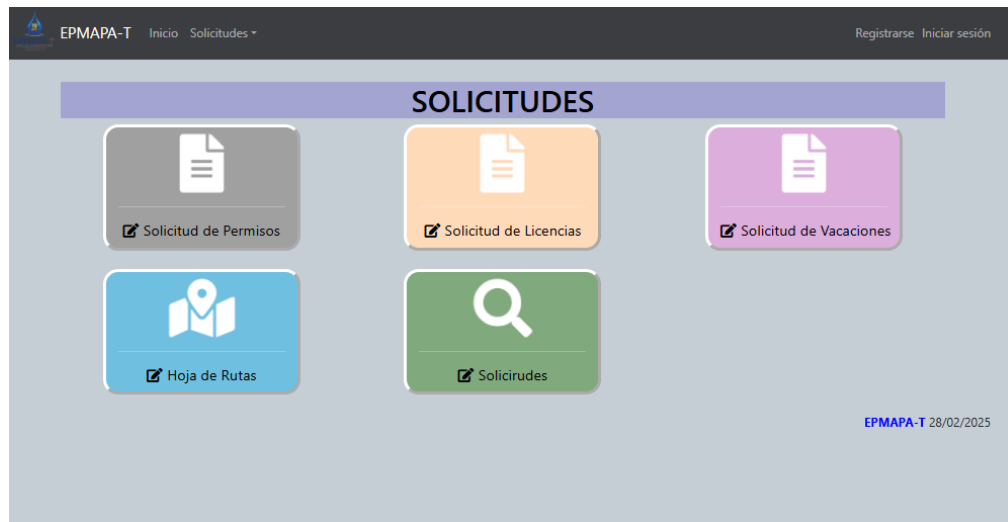 EPMAPA-T Inicio Solicitudes Registrarse Iniciar sesión
SOLICITUDES
Solicitud de Permisos
Solicitud de Licencias
Solicitud de Vacaciones
Hoja de Rutas
Solicirudes
EPMAPA-T 28/02/2025